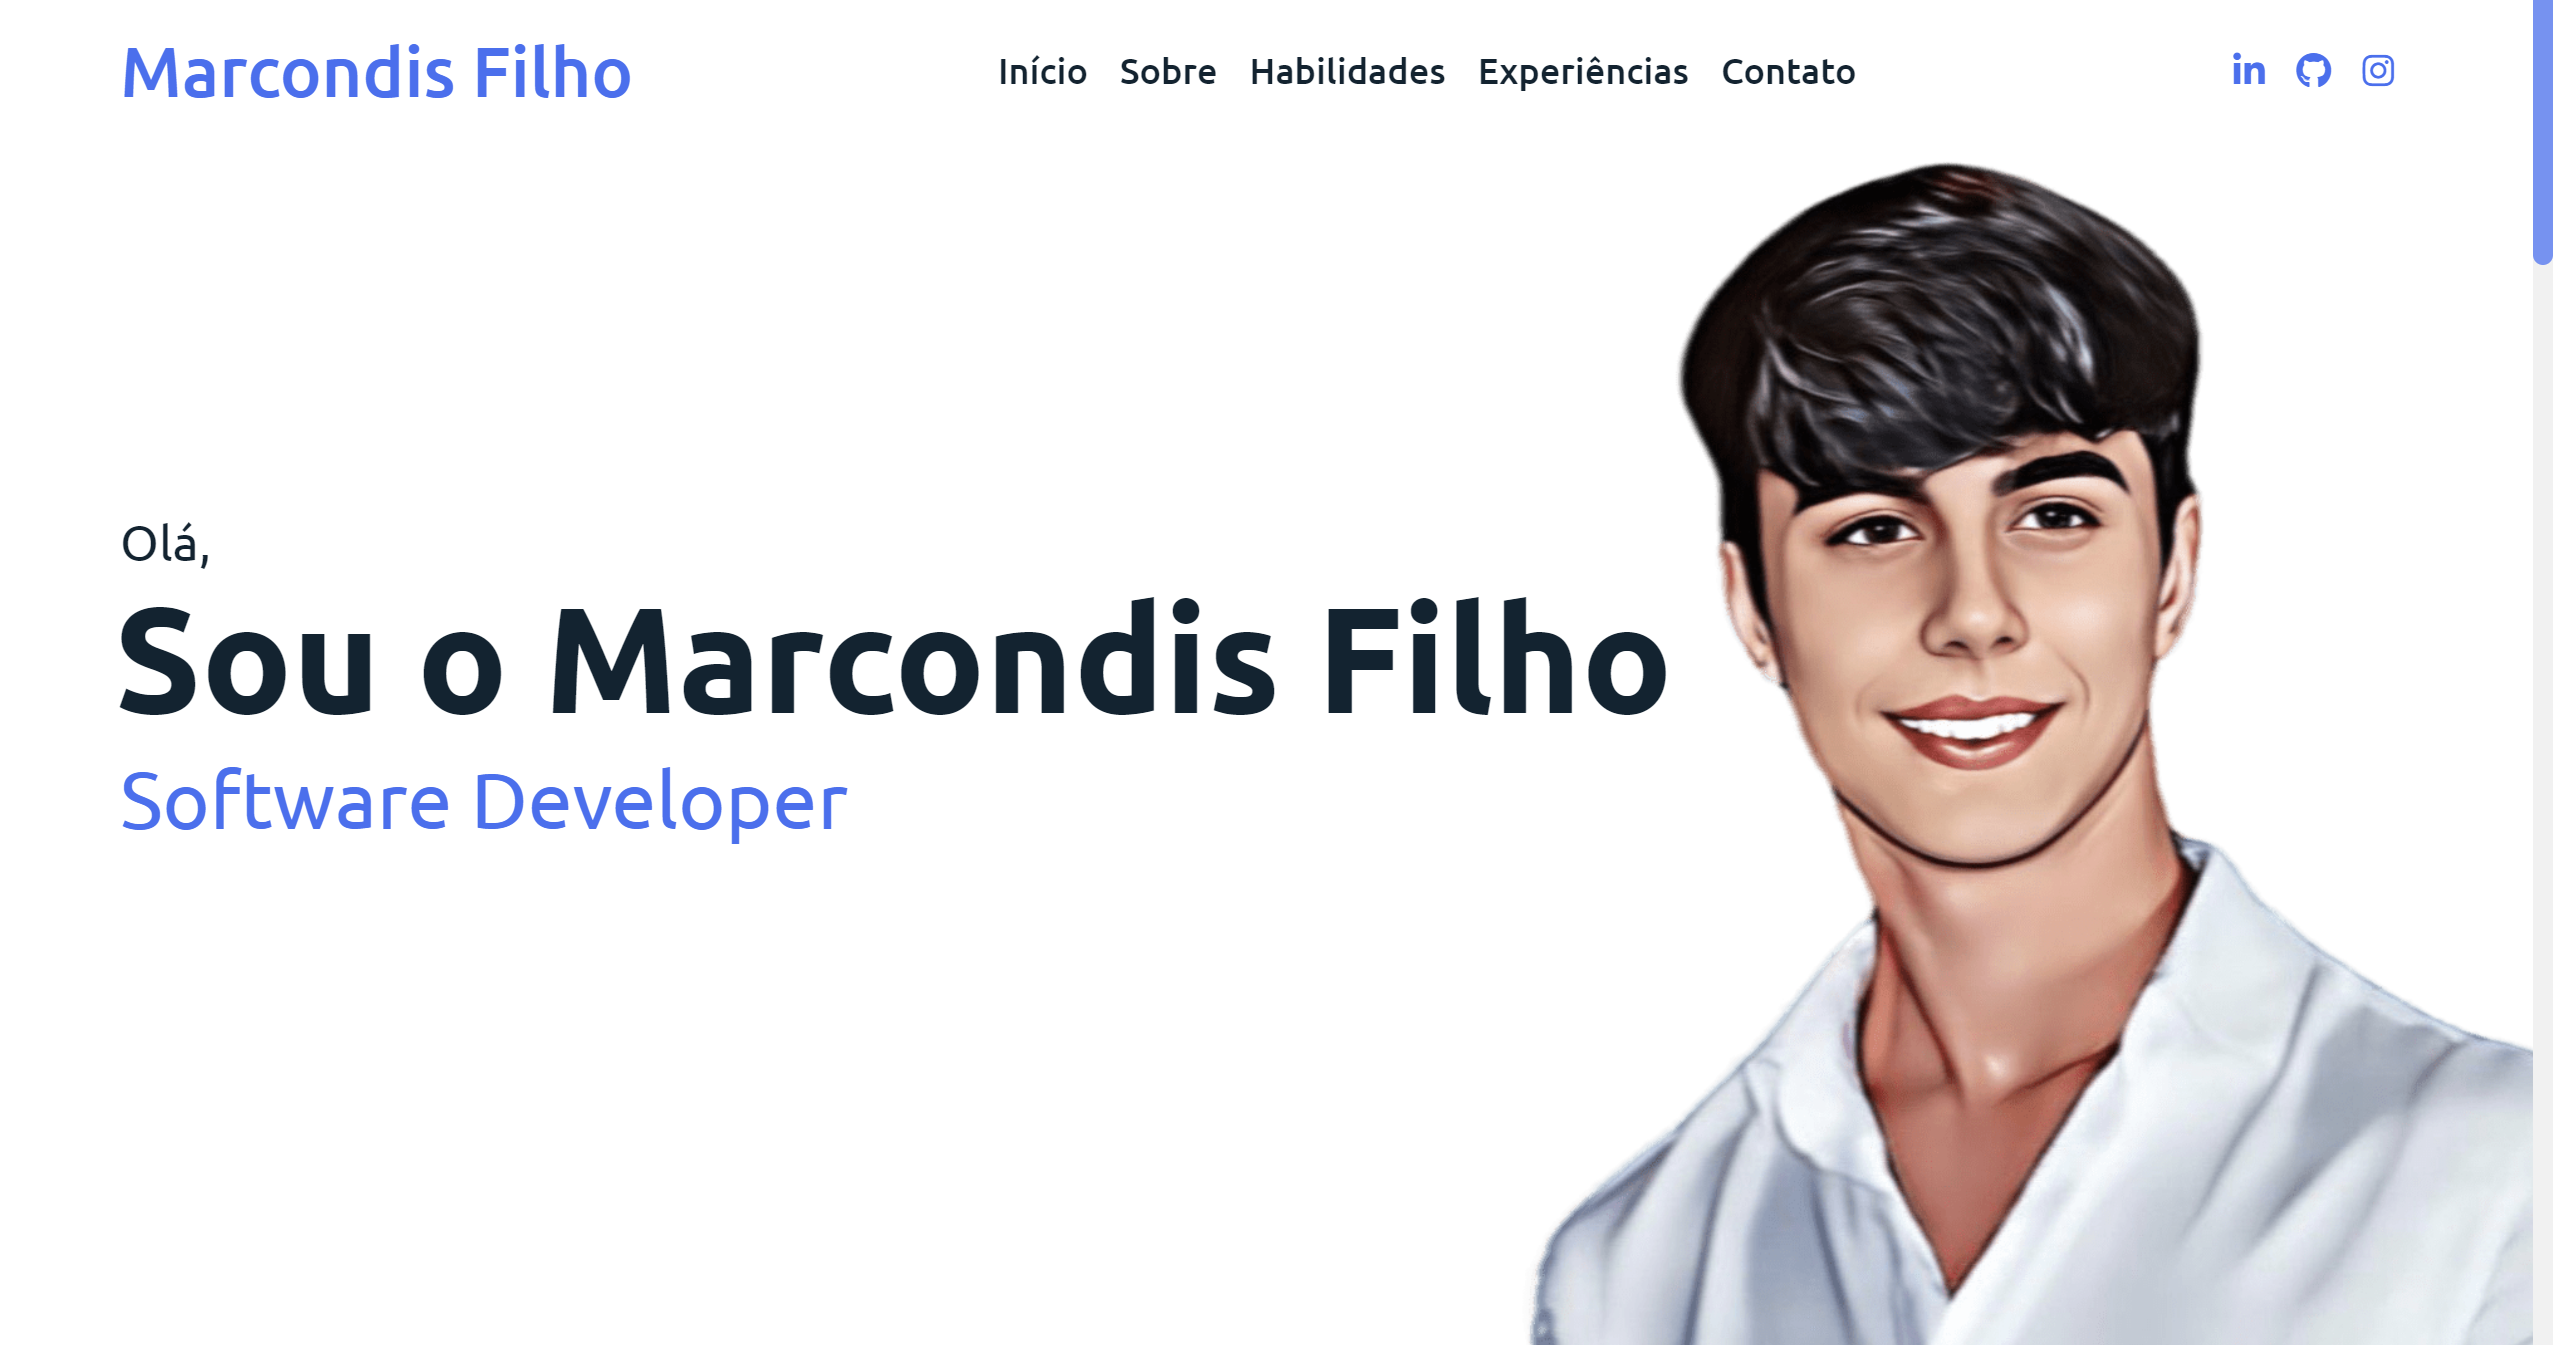 Marcondis Filho
Início Sobre Habilidades Experiências Contato
in
Olá,
Sou o Marcondis Filho
Software Developer